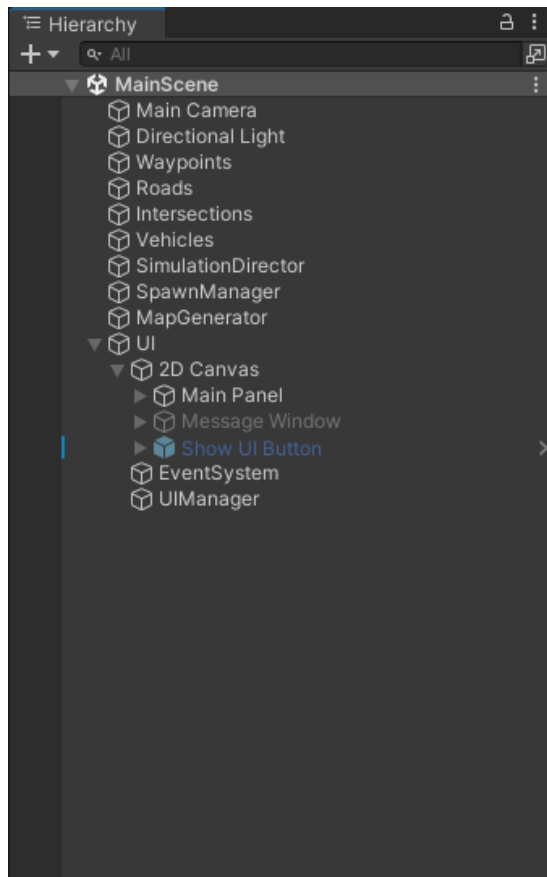 Hierarchy
All
MainScene
Main Camera
Directional Light
Waypoints
Roads
Intersections
Vehicles
SimulationDirector
SpawnManager
MapGenerator
UI
2D Canvas
Main Panel
Message Window
Show UI Button
EventSystem
UIManager